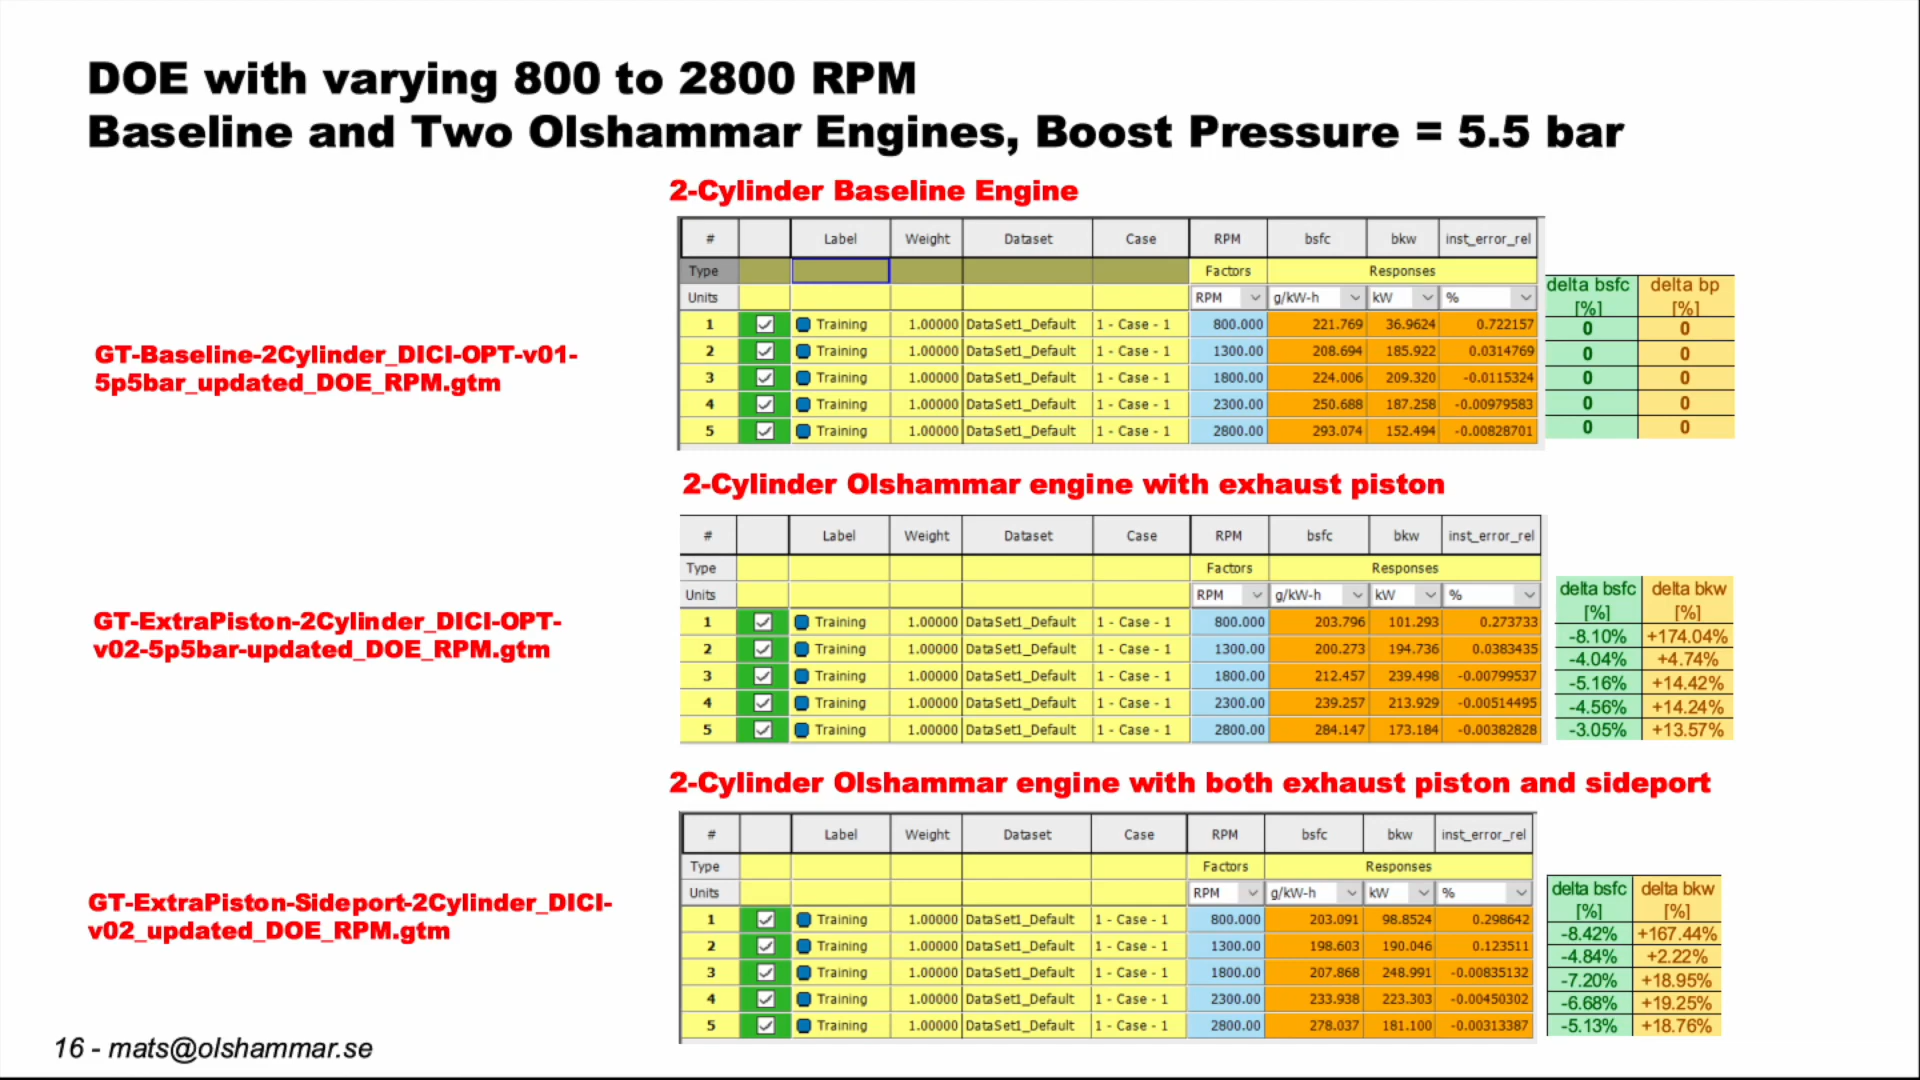 DOE with varying 800 to 2800 RPM
Baseline and Two Olshammar Engines, Boost Pressure = 5.5 bar
2-Cylinder Baseline Engine
# Label Weight Dataset Case RPM bsfc bkw inst_error_rel
Type Factors Responses
Units RPM g/kW-h kW %
delta bsfc [%] delta bp [%]
1 Training 1.00000 DataSet1_Default 1 - Case - 1 800.000 221.769 36.9624 0.722157 0 0
2 Training 1.00000 DataSet1_Default 1 - Case - 1 1300.00 208.694 185.922 0.0314769 0 0
3 Training 1.00000 DataSet1_Default 1 - Case - 1 1800.00 224.006 209.320 -0.0115324 0 0
4 Training 1.00000 DataSet1_Default 1 - Case - 1 2300.00 250.688 187.258 -0.00979583 0 0
5 Training 1.00000 DataSet1_Default 1 - Case - 1 2800.00 293.074 152.494 -0.00828701 0 0
GT-Baseline-2Cylinder_DICI-OPT-v01-
5p5bar_updated_DOE_RPM.gtm
2-Cylinder Olshammar engine with exhaust piston
# Label Weight Dataset Case RPM bsfc bkw inst_error_rel
Type Factors Responses
Units RPM g/kW-h kW %
delta bsfc [%] delta bkw [%]
1 Training 1.00000 DataSet1_Default 1 - Case - 1 800.000 203.796 101.293 0.273733 -8.10% +174.04%
2 Training 1.00000 DataSet1_Default 1 - Case - 1 1300.00 200.273 194.736 0.0383435 -4.04% +4.74%
3 Training 1.00000 DataSet1_Default 1 - Case - 1 1800.00 212.457 239.498 -0.00799537 -5.16% +14.42%
4 Training 1.00000 DataSet1_Default 1 - Case - 1 2300.00 239.257 213.929 -0.00514495 -4.56% +14.24%
5 Training 1.00000 DataSet1_Default 1 - Case - 1 2800.00 284.147 173.184 -0.00382828 -3.05% +13.57%
GT-ExtraPiston-2Cylinder_DICI-OPT-
v02-5p5bar-updated_DOE_RPM.gtm
2-Cylinder Olshammar engine with both exhaust piston and sideport
# Label Weight Dataset Case RPM bsfc bkw inst_error_rel
Type Factors Responses
Units RPM g/kW-h kW %
delta bsfc [%] delta bkw [%]
1 Training 1.00000 DataSet1_Default 1 - Case - 1 800.000 203.091 98.8524 0.298642 -8.42% +167.44%
2 Training 1.00000 DataSet1_Default 1 - Case - 1 1300.00 198.603 190.046 0.123511 -4.84% +2.22%
3 Training 1.00000 DataSet1_Default 1 - Case - 1 1800.00 207.868 248.991 -0.00835132 -7.20% +18.95%
4 Training 1.00000 DataSet1_Default 1 - Case - 1 2300.00 233.938 223.303 -0.00450302 -6.68% +19.25%
5 Training 1.00000 DataSet1_Default 1 - Case - 1 2800.00 278.037 181.100 -0.00313387 -5.13% +18.76%
GT-ExtraPiston-Sideport-2Cylinder_DICI-
v02_updated_DOE_RPM.gtm
16 - mats@olshammar.se